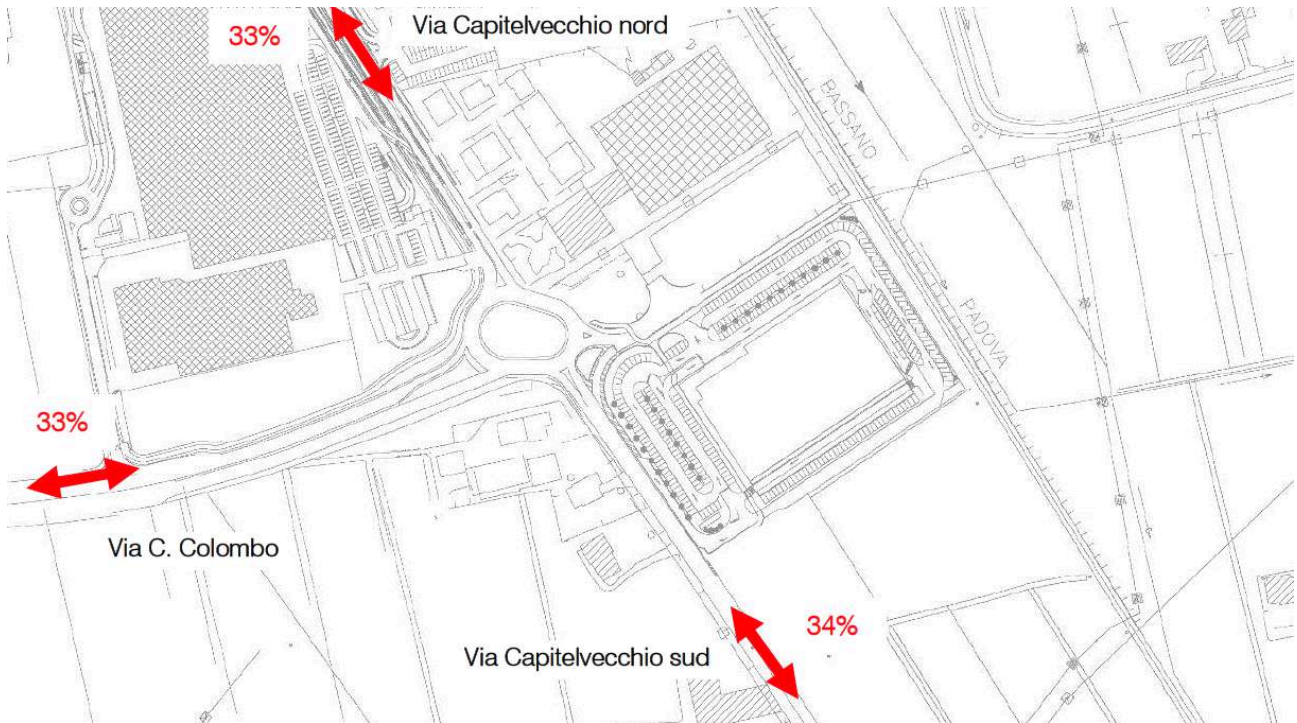 Via Capitelvecchio nord
33%
BASSANO
PADOVA
33%
Via C. Colombo
34%
Via Capitelvecchio sud